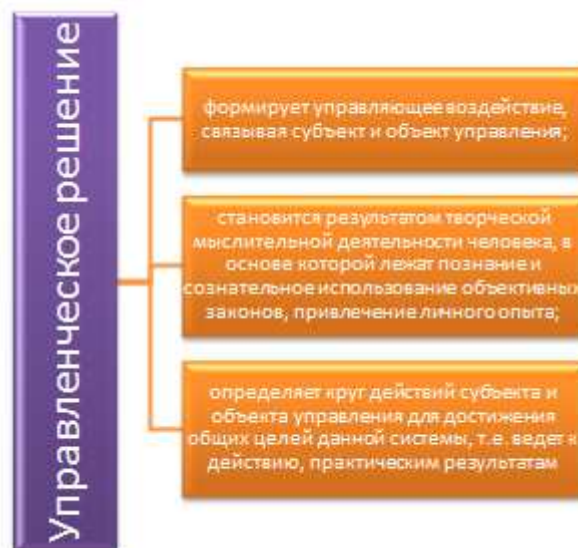 Управленческое решение
формирует управляющее воздействие,
связывая субъект и объект управления;
становится результатом творческой
мыслительной деятельности человека, в
основе которой лежат познание и
сознательное использование объективных
законов, привлечение личного опыта;
определяет круг действий субъекта и
объекта управления для достижения
общих целей данной системы, т.е. ведет к
действию, практическим результатам